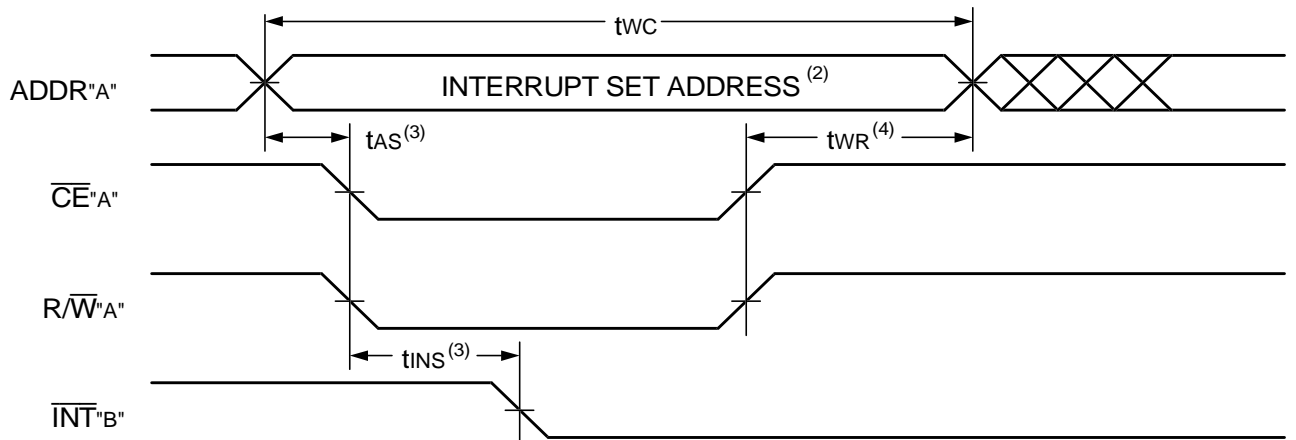 tWC
ADDR"A"
INTERRUPT SET ADDRESS (2)
tAS(3)
tWR(4)
CE"A"
R/W"A"
tINS(3)
INT"B"